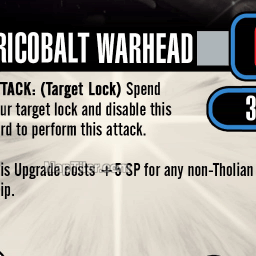 RICOBALT WARHEAD
TTACK: (Target Lock) Spend
ur target lock and disable this
rd to perform this attack.
3
is Upgrade costs +5 SP for any non-Tholian
ip.